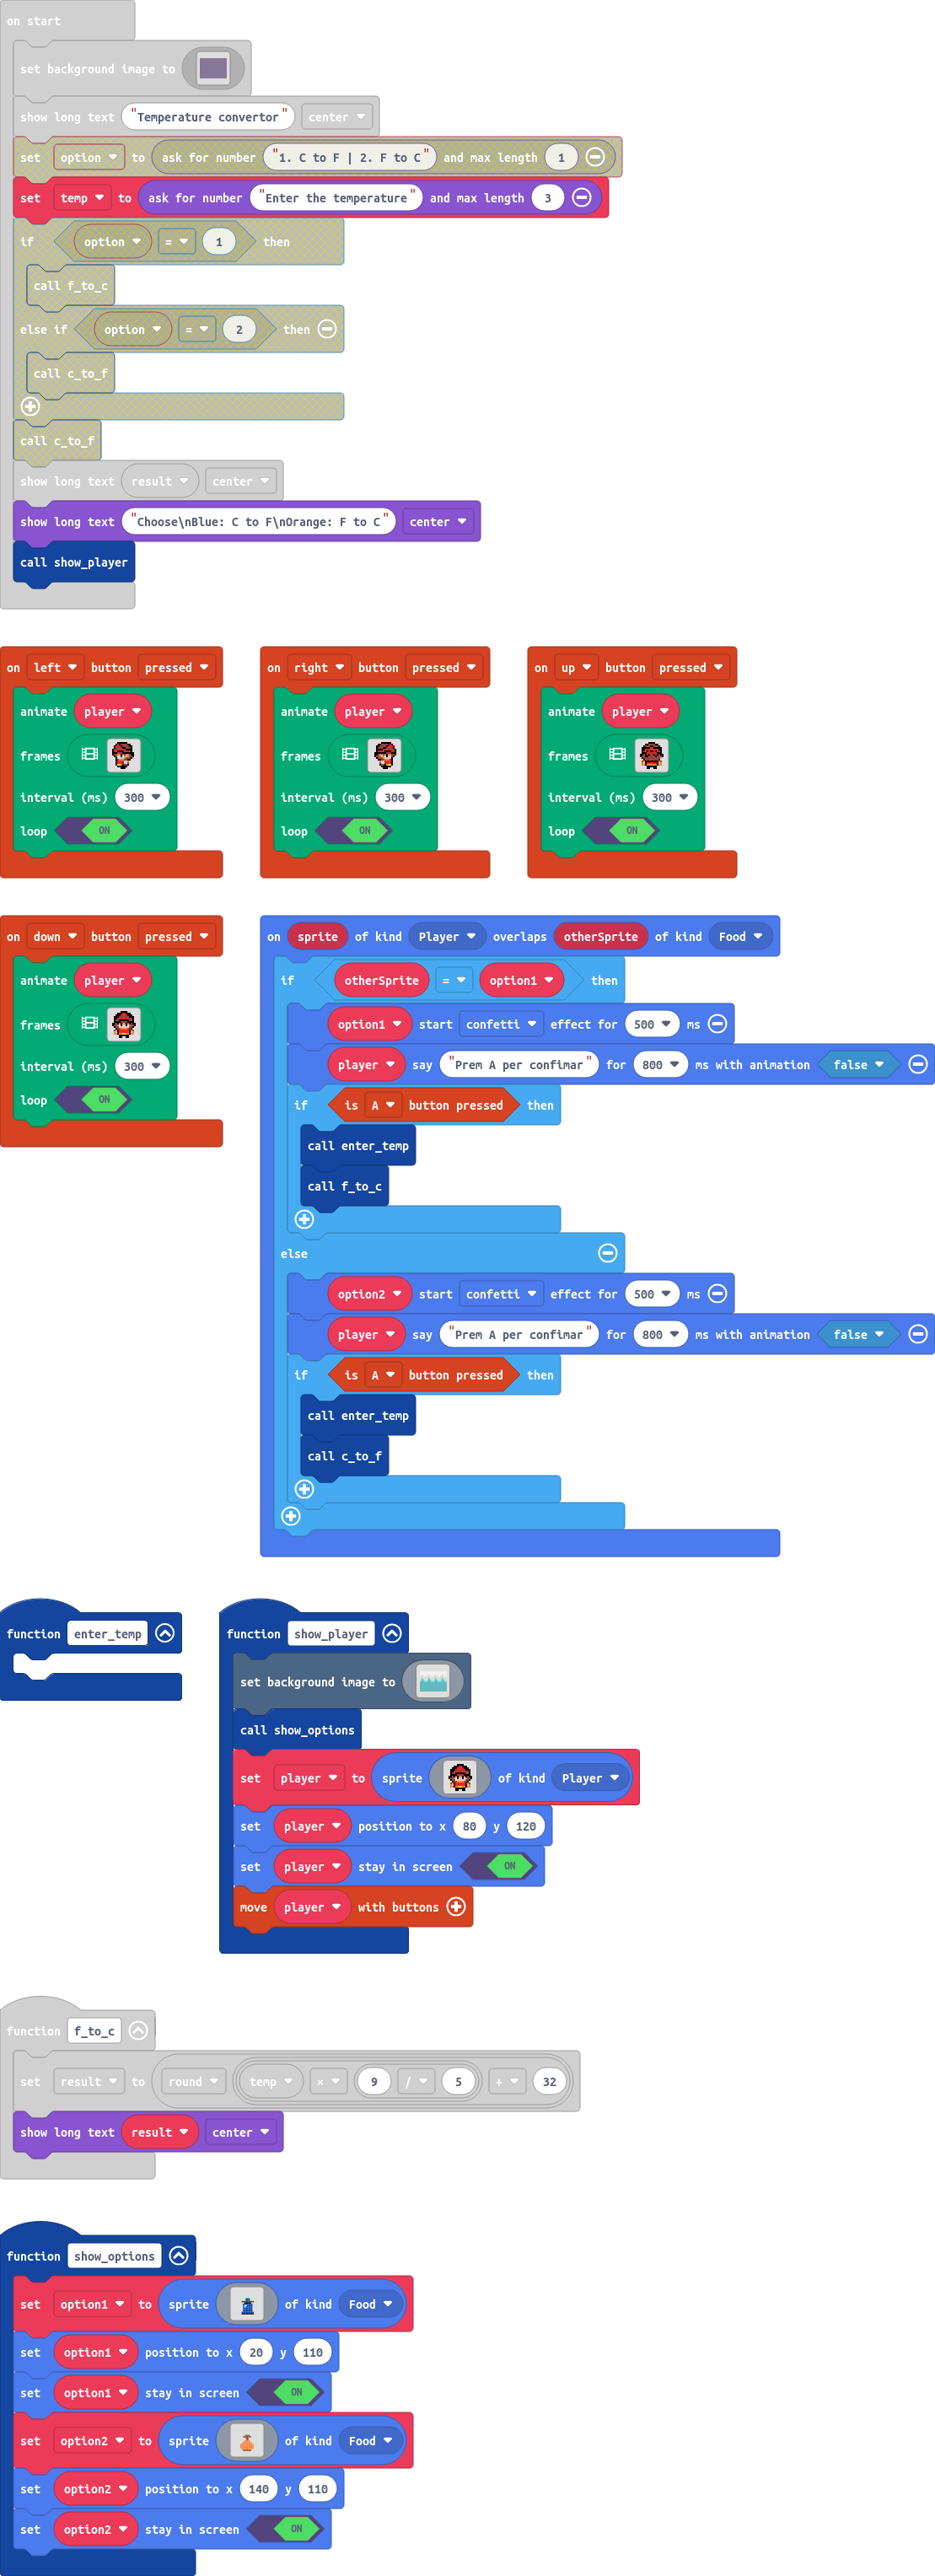 on start
set background image to
show long text "Temperature convertor" center
set option to ask for number "1. C to F | 2. F to C" and max length 1
set temp to ask for number "Enter the temperature" and max length 3
if option = 1 then
call f_to_c
else if option = 2 then
call c_to_f
call c_to_f
show long text result center
show long text "Choose\nBlue: C to F\nOrange: F to C" center
call show_player
on left button pressed
animate player
frames
interval (ms) 300
loop ON
on right button pressed
animate player
frames
interval (ms) 300
loop ON
on up button pressed
animate player
frames
interval (ms) 300
loop ON
on down button pressed
animate player
frames
interval (ms) 300
loop ON
on sprite of kind Player overlaps otherSprite of kind Food
if otherSprite = option1 then
option1 start confetti effect for 500 ms
player say "Prem A per confimar" for 800 ms with animation false
if is A button pressed then
call enter_temp
call f_to_c
else
option2 start confetti effect for 500 ms
player say "Prem A per confimar" for 800 ms with animation false
if is A button pressed then
call enter_temp
call c_to_f
function enter_temp
function show_player
set background image to
call show_options
set player to sprite of kind Player
set player position to x 80 y 120
set player stay in screen ON
move player with buttons
function f_to_c
set result to round temp × 9 / 5 + 32
show long text result center
function show_options
set option1 to sprite of kind Food
set option1 position to x 20 y 110
set option1 stay in screen ON
set option2 to sprite of kind Food
set option2 position to x 140 y 110
set option2 stay in screen ON